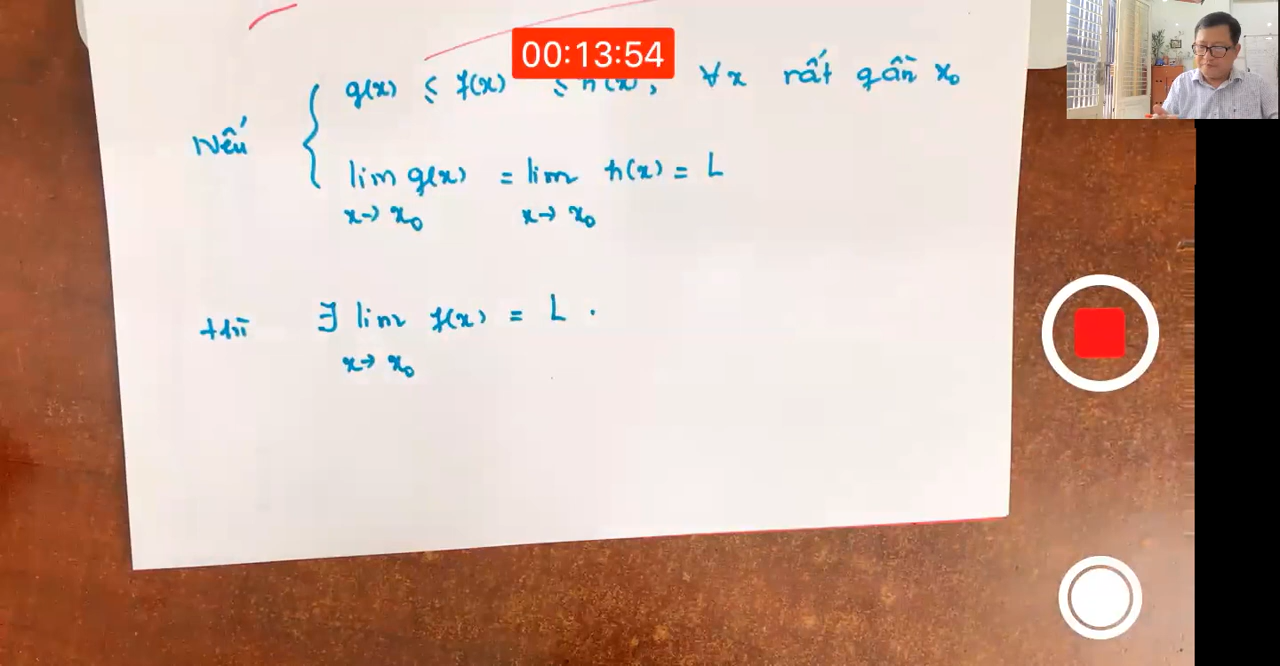 00:13:54
g(x) ≤ f(x) ≤ h(x), ∀x rất gần x₀
Nếu {
lim g(x) = lim h(x) = L
x→x₀ x→x₀
thì ∃ lim f(x) = L.
x→x₀